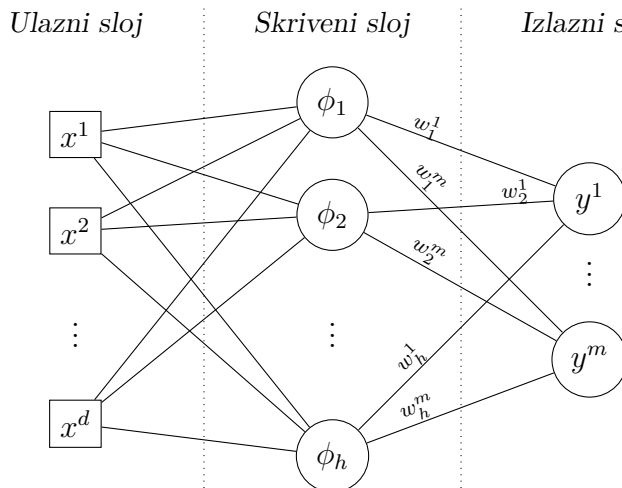 Ulazni sloj
Skriveni sloj
Izlazni s
x^1
x^2
⋮
x^d
ϕ_1
ϕ_2
⋮
ϕ_h
w_1^1
w_1^m
w_2^1
w_2^m
w_h^1
w_h^m
y^1
⋮
y^m